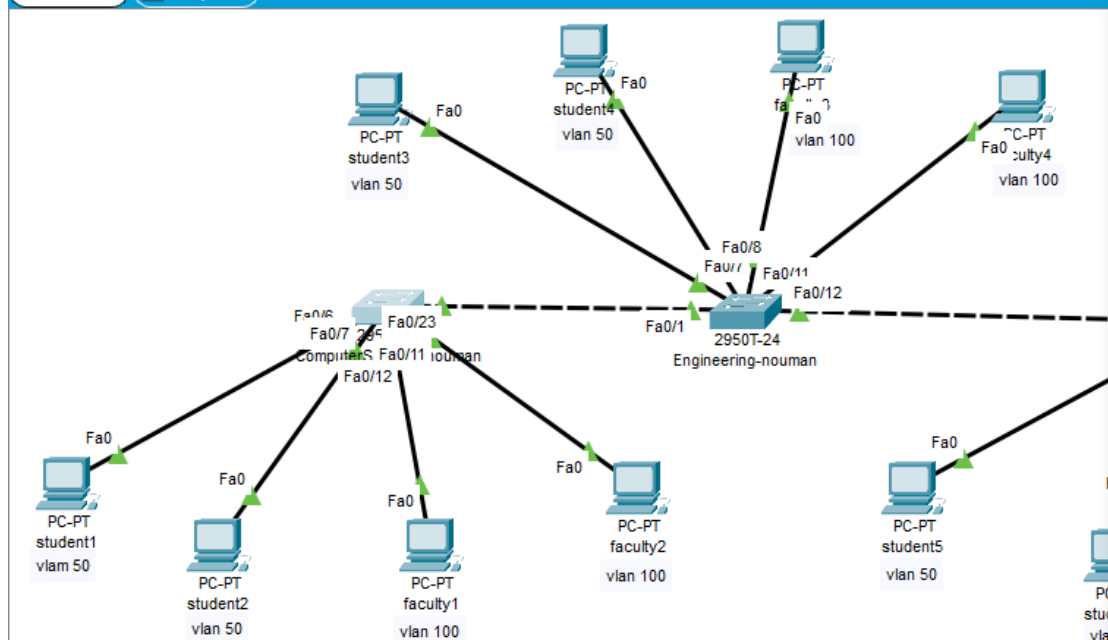 Fa0
PC-PT
student4
vlan 50
PC-PT
Fa0
vlan 100
Fa0
PC-PT
student3
vlan 50
Fa0
vlan 100
Fa0/8
Fa0/7
Fa0/11
Fa0/12
Fa0/1
2950T-24
Engineering-nouman
Fa0/6
Fa0/7
Fa0/23
Fa0/11
Fa0/12
Fa0
PC-PT
student1
vlam 50
Fa0
PC-PT
student2
vlan 50
Fa0
PC-PT
faculty1
vlan 100
Fa0
PC-PT
faculty2
vlan 100
Fa0
PC-PT
student5
vlan 50